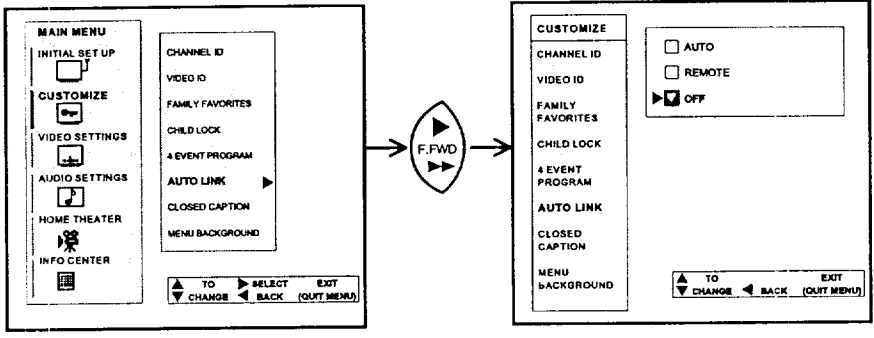 MAIN MENU
INITIAL SET UP
CUSTOMIZE
VIDEO SETTINGS
AUDIO SETTINGS
HOME THEATER
INFO CENTER
CHANNEL ID
VIDEO ID
FAMILY FAVORITES
CHILD LOCK
4 EVENT PROGRAM
AUTO LINK
CLOSED CAPTION
MENU BACKGROUND
TO SELECT EXIT
CHANGE BACK (QUIT MENU)
F.FWD
CUSTOMIZE
CHANNEL ID
VIDEO ID
FAMILY
FAVORITES
CHILD LOCK
4 EVENT
PROGRAM
AUTO LINK
CLOSED
CAPTION
MENU
BACKGROUND
AUTO
REMOTE
OFF
TO EXIT
CHANGE BACK (QUIT MENU)